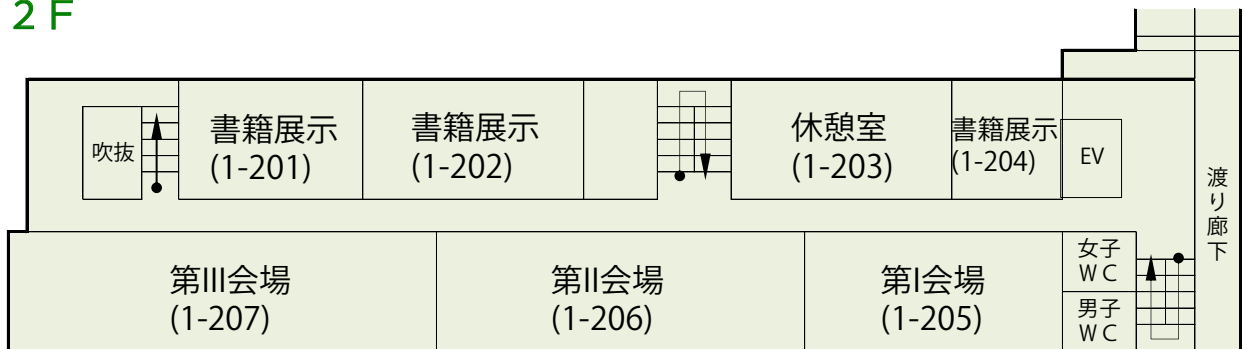 ２Ｆ
吹抜
書籍展示
(1-201)
書籍展示
(1-202)
休憩室
(1-203)
書籍展示
(1-204)
EV
渡り廊下
第III会場
(1-207)
第II会場
(1-206)
第I会場
(1-205)
女子
ＷＣ
男子
ＷＣ